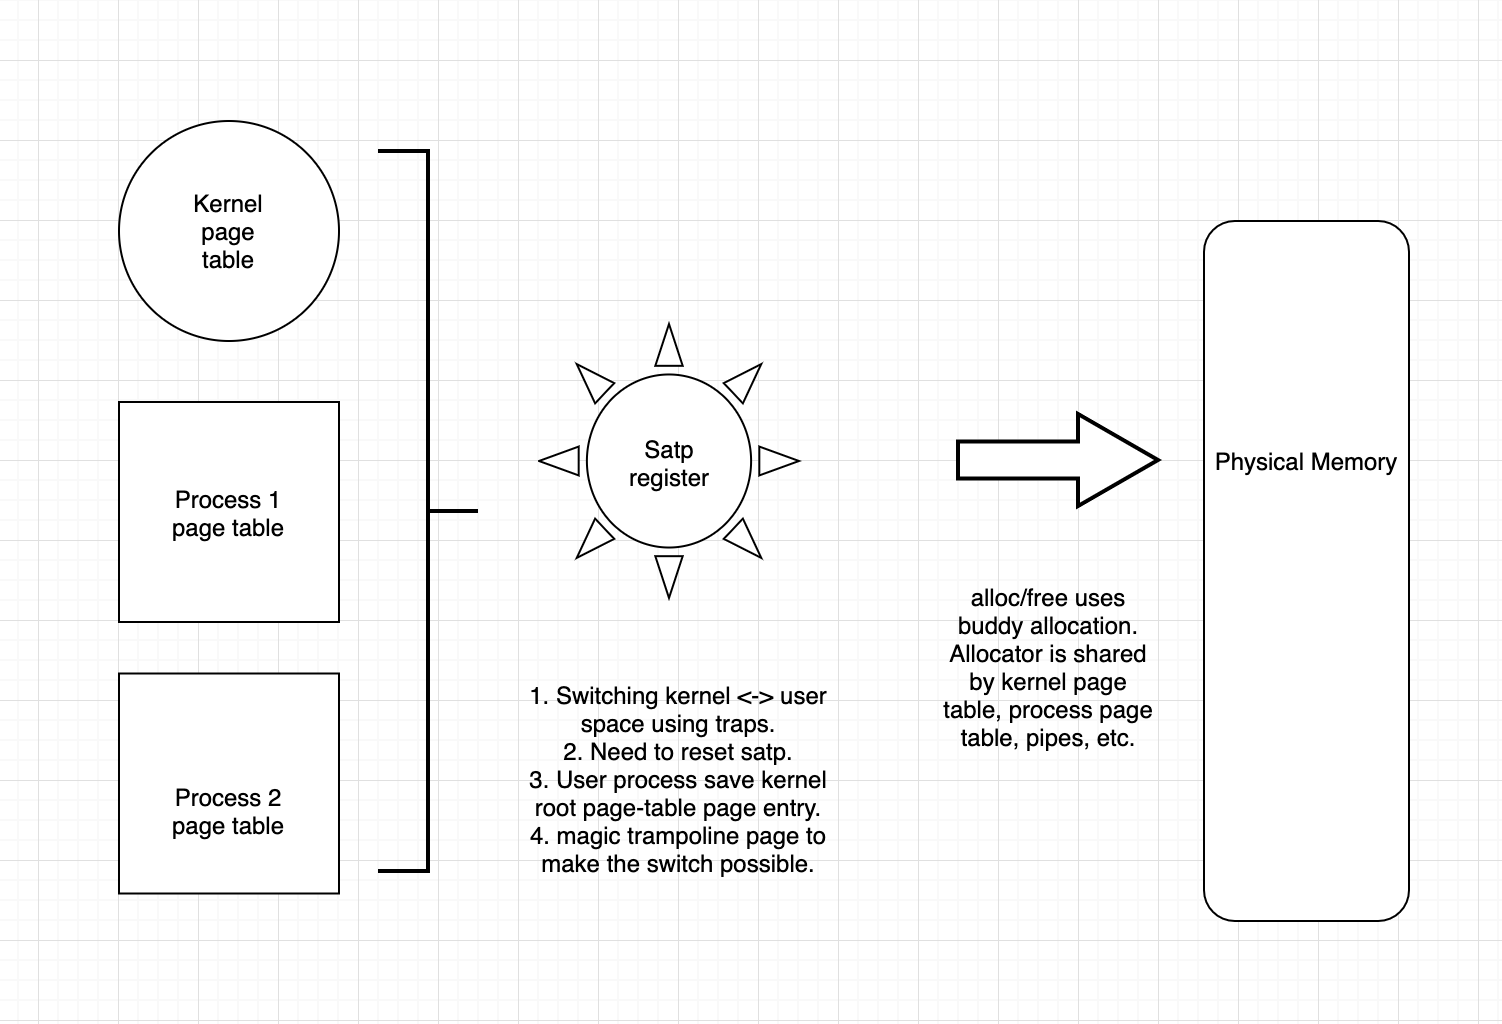 Kernel
page
table
Process 1
page table
Process 2
page table
Satp
register
1. Switching kernel <-> user
space using traps.
2. Need to reset satp.
3. User process save kernel
root page-table page entry.
4. magic trampoline page to
make the switch possible.
alloc/free uses
buddy allocation.
Allocator is shared
by kernel page
table, process page
table, pipes, etc.
Physical Memory